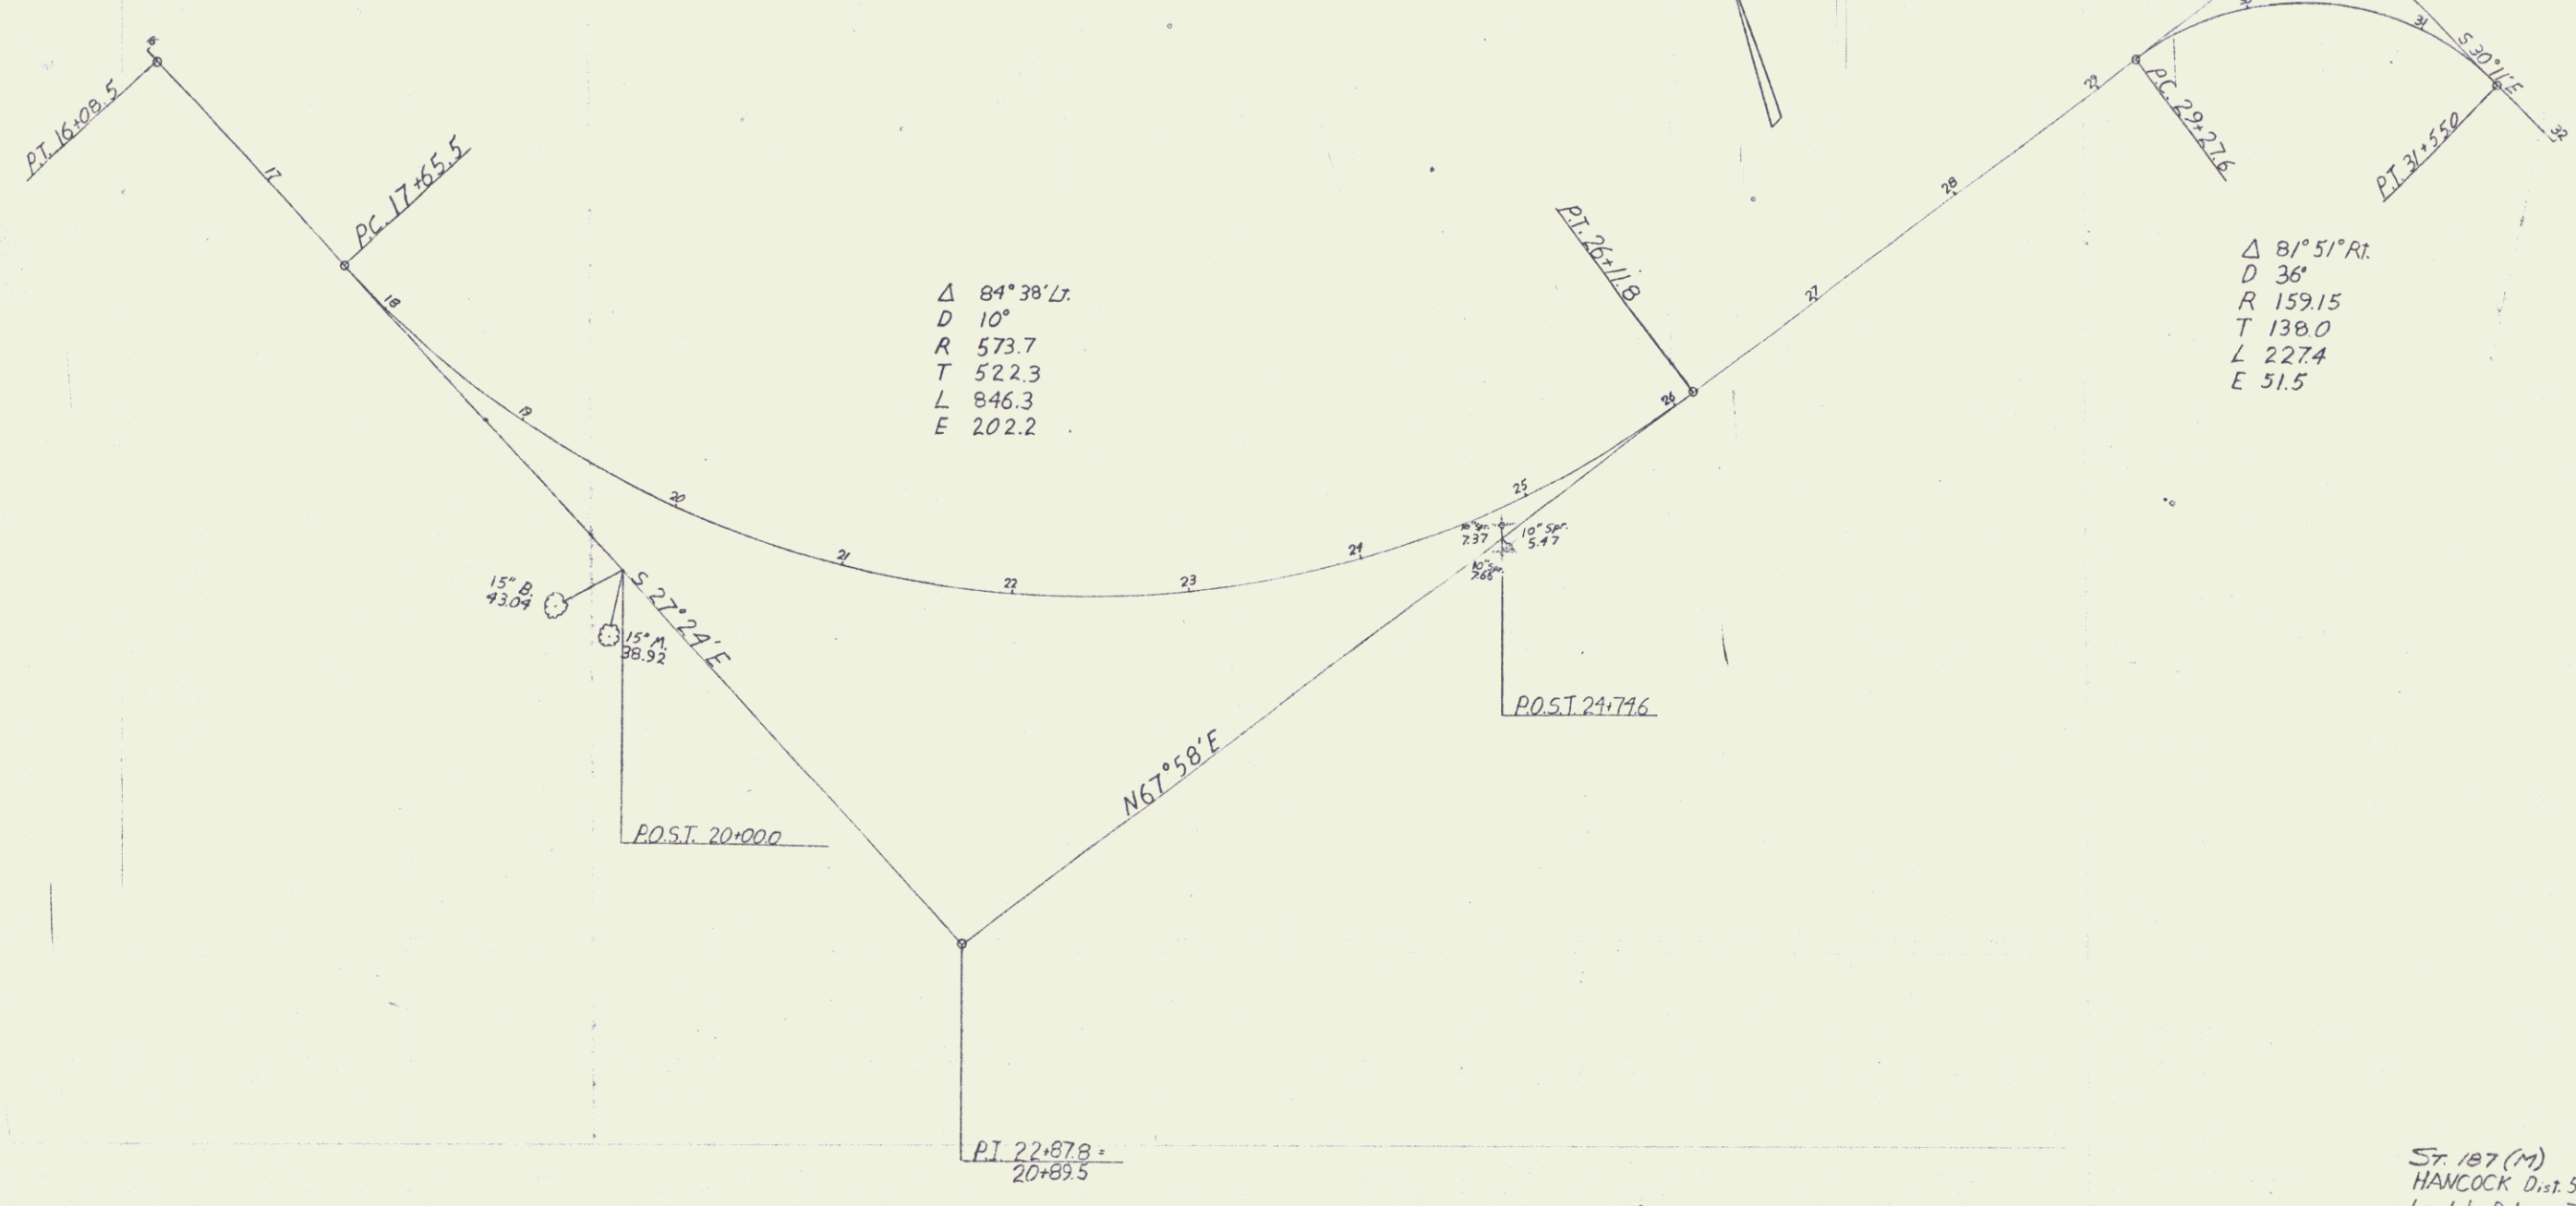 6
P.T. 16+08.5
17
P.C. 17+65.5
18
19
20
21
22
23
24
25
26
27
28
29
31
32
Δ 84°38' Lt.
D 10°
R 573.7
T 522.3
L 846.3
E 202.2
P.T. 26+11.8
P.C. 29+27.6
S 30°11' E
P.T. 31+55.0
Δ 81°51° Rt.
D 36°
R 159.15
T 138.0
L 227.4
E 51.5
15" B.
43.04
15" M.
38.92
S 27°24' E
P.O.S.T. 20+00.0
10" Spr.
7.37
10" Spr.
5.47
10" Spr.
7.66
P.O.S.T. 24+74.6
N67°58'E
P.I. 22+87.8 =
20+89.5
ST. 187 (M)
HANCOCK Dist. 5